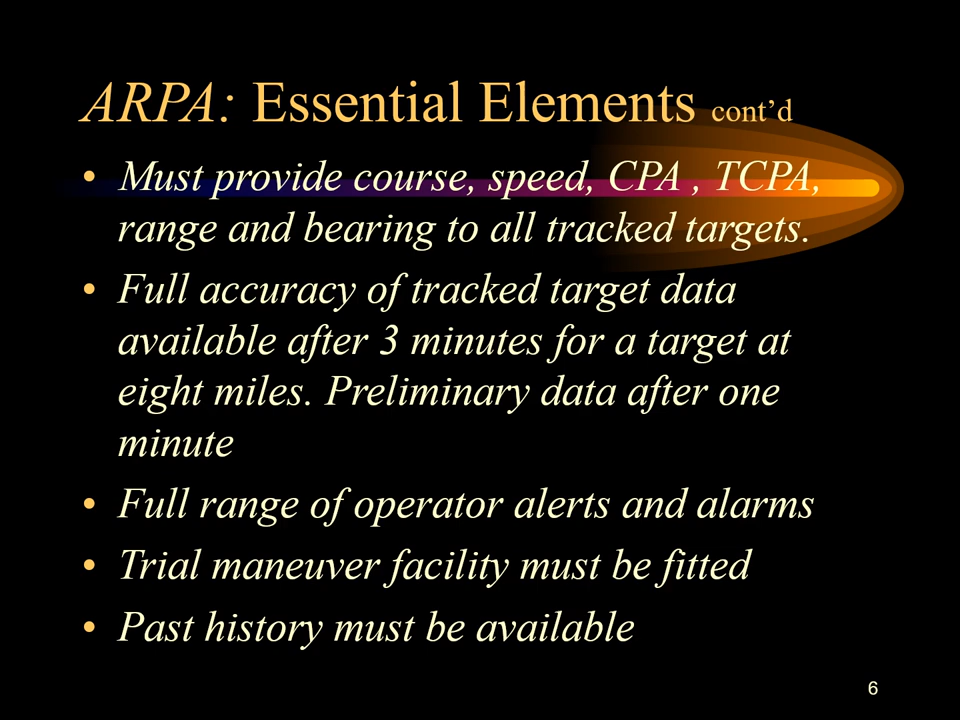 ARPA: Essential Elements cont’d
• Must provide course, speed, CPA , TCPA,
range and bearing to all tracked targets.
• Full accuracy of tracked target data
available after 3 minutes for a target at
eight miles. Preliminary data after one
minute
• Full range of operator alerts and alarms
• Trial maneuver facility must be fitted
• Past history must be available
6